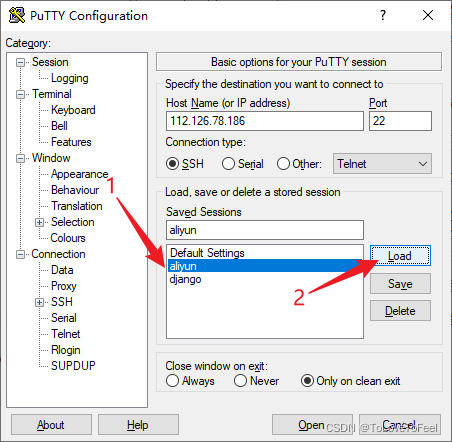 PuTTY Configuration
Category:
Session
Logging
Terminal
Keyboard
Bell
Features
Window
Appearance
Behaviour
Translation
Selection
Colours
Connection
Data
Proxy
SSH
Serial
Telnet
Rlogin
SUPDUP
Basic options for your PuTTY session
Specify the destination you want to connect to
Host Name (or IP address) Port
112.126.78.186 22
Connection type:
SSH Serial Other: Telnet
Load, save or delete a stored session
Saved Sessions
aliyun
Default Settings
aliyun
django
Load
Save
Delete
1
2
Close window on exit:
Always Never Only on clean exit
About Help Open Cancel
CSDN @ToLoveToFeel